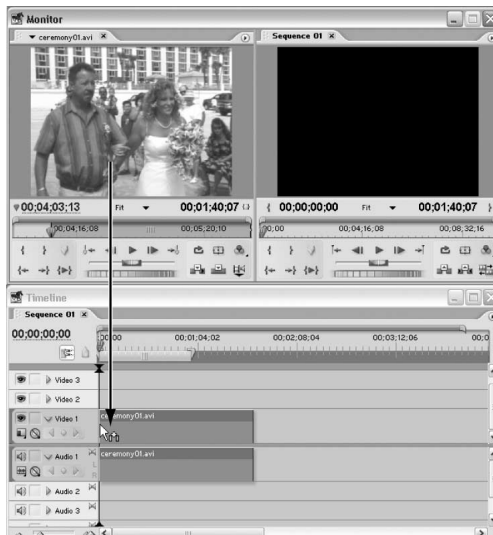 Monitor
ceremony01.avi
Sequence 01
00;04;03;13 Fit 00;01;40;07
00;00;00;00 Fit 00;01;40;07
00;04;16;08 00;05;20;10
00;00 00;04;16;08 00;08;32;16
Timeline
Sequence 01
00;00;00;00
00;00 00;01;04;02 00;02;08;04 00;03;12;06 00;0
Video 3
Video 2
Video 1 ceremony01.avi
Audio 1 ceremony01.avi
L
R
Audio 2
Audio 3